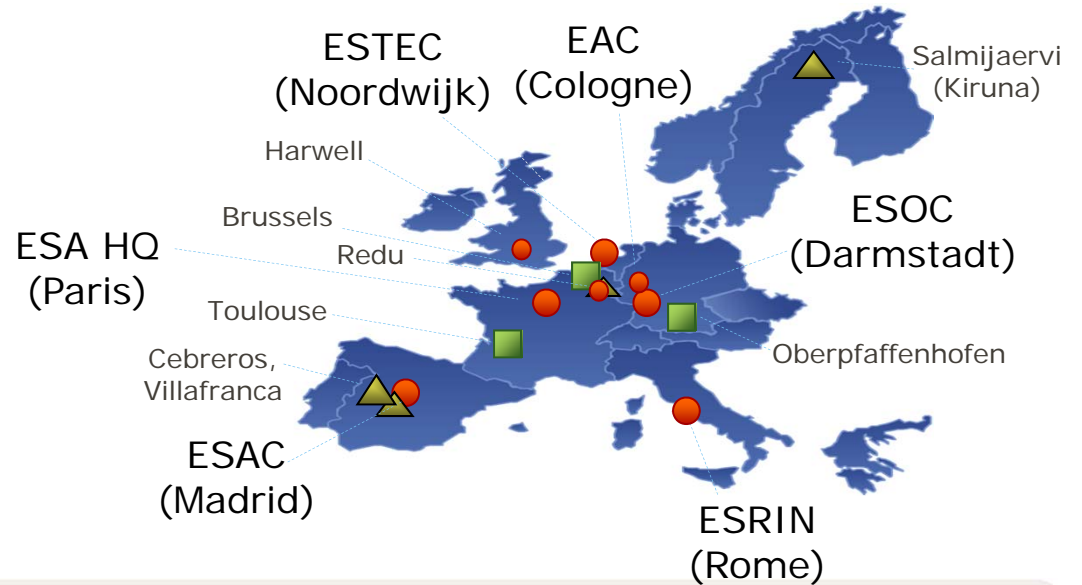 ESTEC
(Noordwijk)
EAC
(Cologne)
Salmijaervi
(Kiruna)
Harwell
Brussels
Redu
ESOC
(Darmstadt)
ESA HQ
(Paris)
Toulouse
Oberpfaffenhofen
Cebreros,
Villafranca
ESAC
(Madrid)
ESRIN
(Rome)